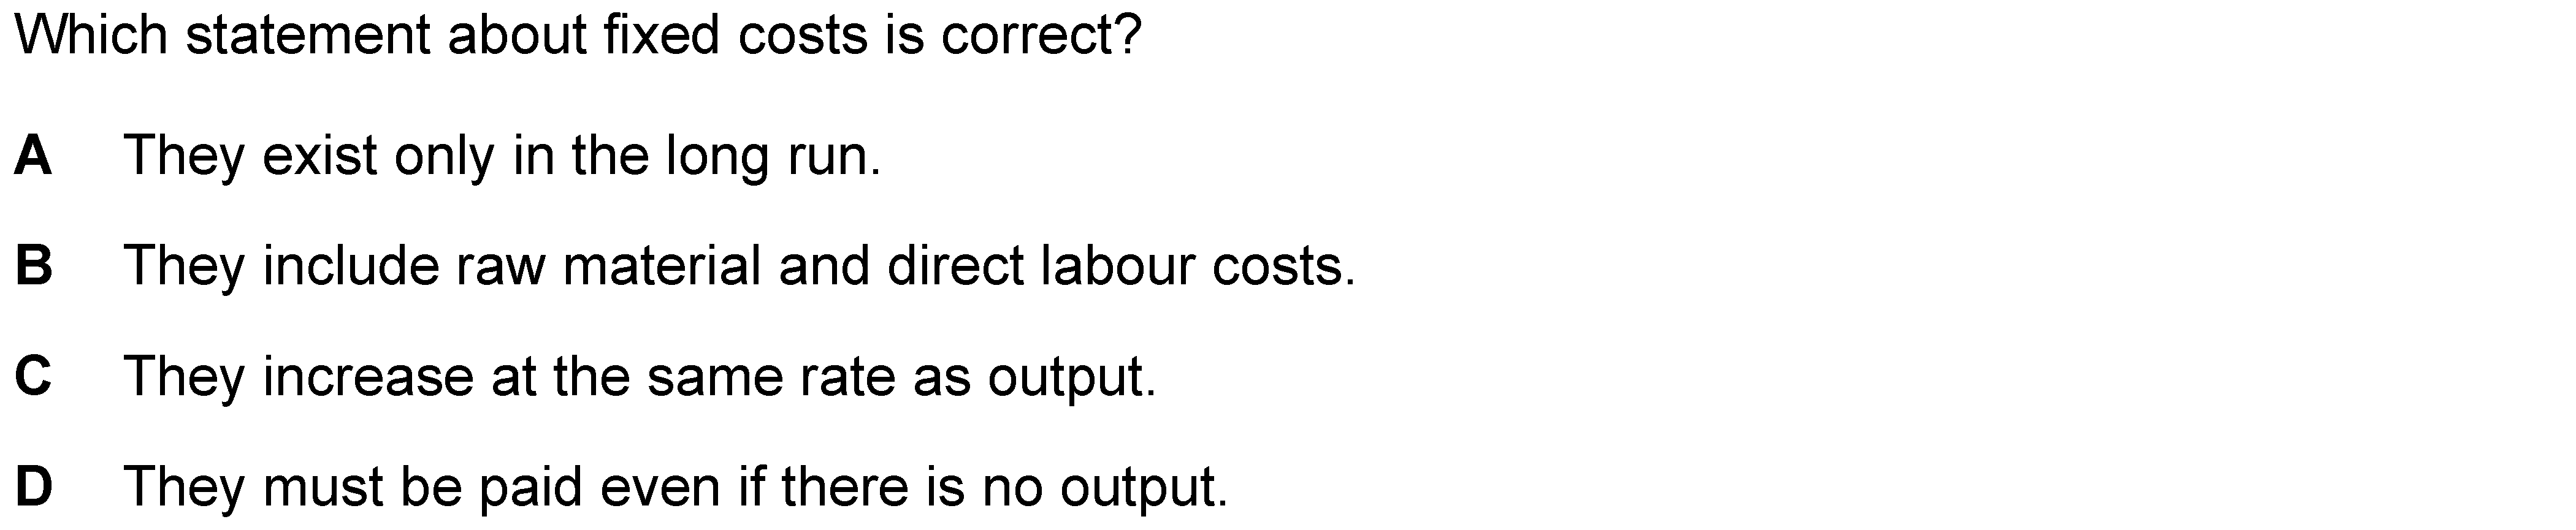 Which statement about fixed costs is correct?
A They exist only in the long run.
B They include raw material and direct labour costs.
C They increase at the same rate as output.
D They must be paid even if there is no output.